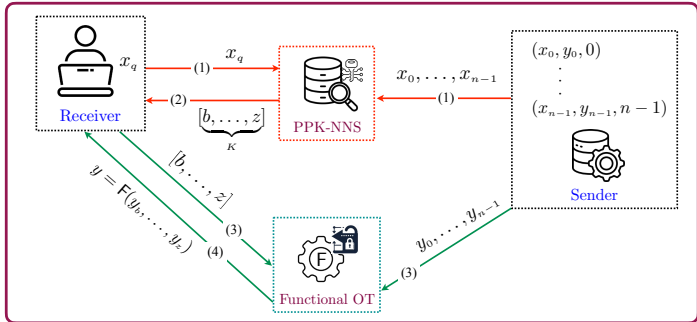 x_q
Receiver
(1)
x_q
(2)
[b, . . . , z]
K
PPK-NNS
x_0, . . . , x_{n−1}
(1)
(x_0, y_0, 0)
.
.
.
(x_{n−1}, y_{n−1}, n − 1)
Sender
[b, . . . , z]
(3)
y = F(y_b, . . . , y_z)
(4)
F
Functional OT
y_0, . . . , y_{n−1}
(3)